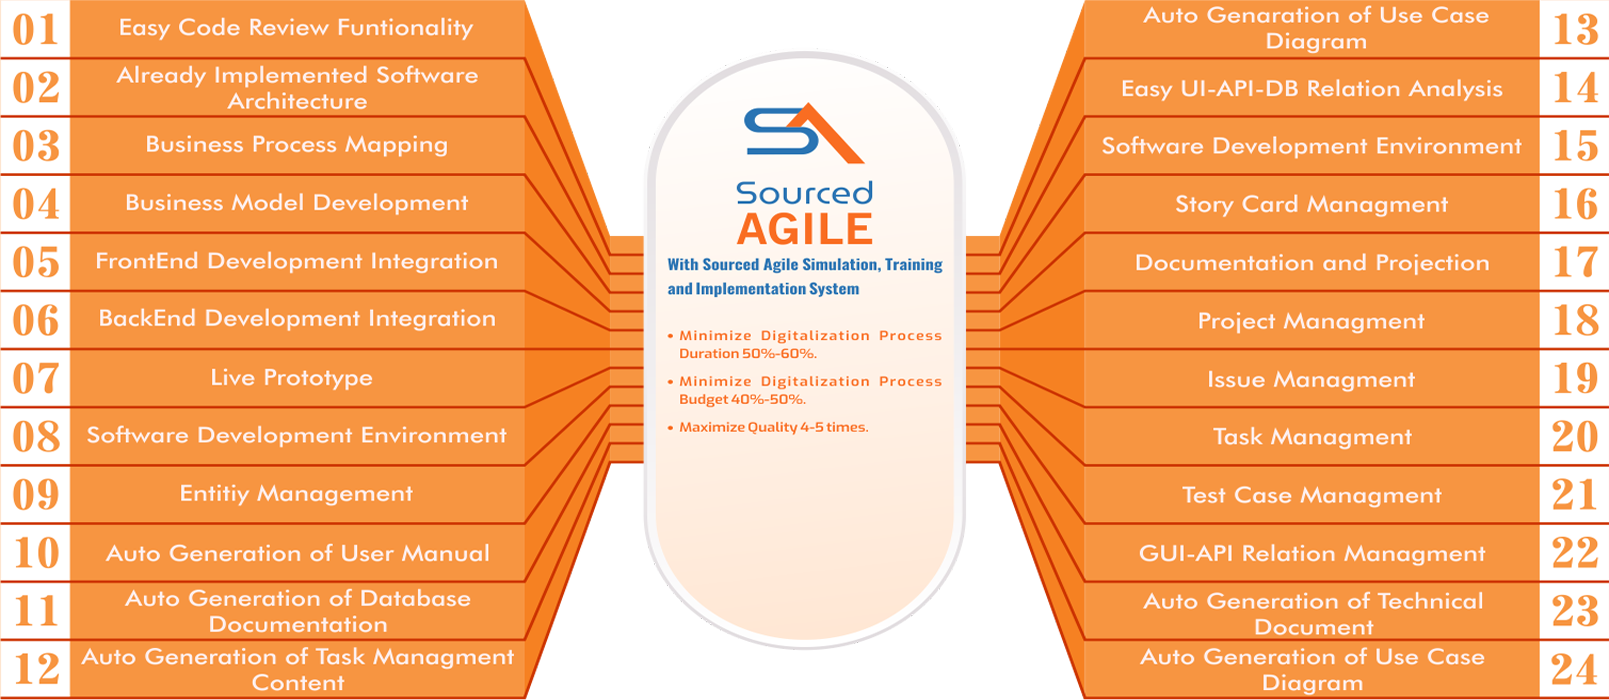 01
Easy Code Review Funtionality
02
Already Implemented Software
Architecture
03
Business Process Mapping
04
Business Model Development
05
FrontEnd Development Integration
06
BackEnd Development Integration
07
Live Prototype
08
Software Development Environment
09
Entitiy Management
10
Auto Generation of User Manual
11
Auto Generation of Database
Documentation
12
Auto Generation of Task Managment
Content
SA
Sourced
AGILE
With Sourced Agile Simulation, Training
and Implementation System
• Minimize Digitalization Process
Duration 50%-60%.
• Minimize Digitalization Process
Budget 40%-50%.
• Maximize Quality 4-5 times.
Auto Genaration of Use Case
Diagram
13
Easy UI-API-DB Relation Analysis
14
Software Development Environment
15
Story Card Managment
16
Documentation and Projection
17
Project Managment
18
Issue Managment
19
Task Managment
20
Test Case Managment
21
GUI-API Relation Managment
22
Auto Generation of Technical
Document
23
Auto Generation of Use Case
Diagram
24